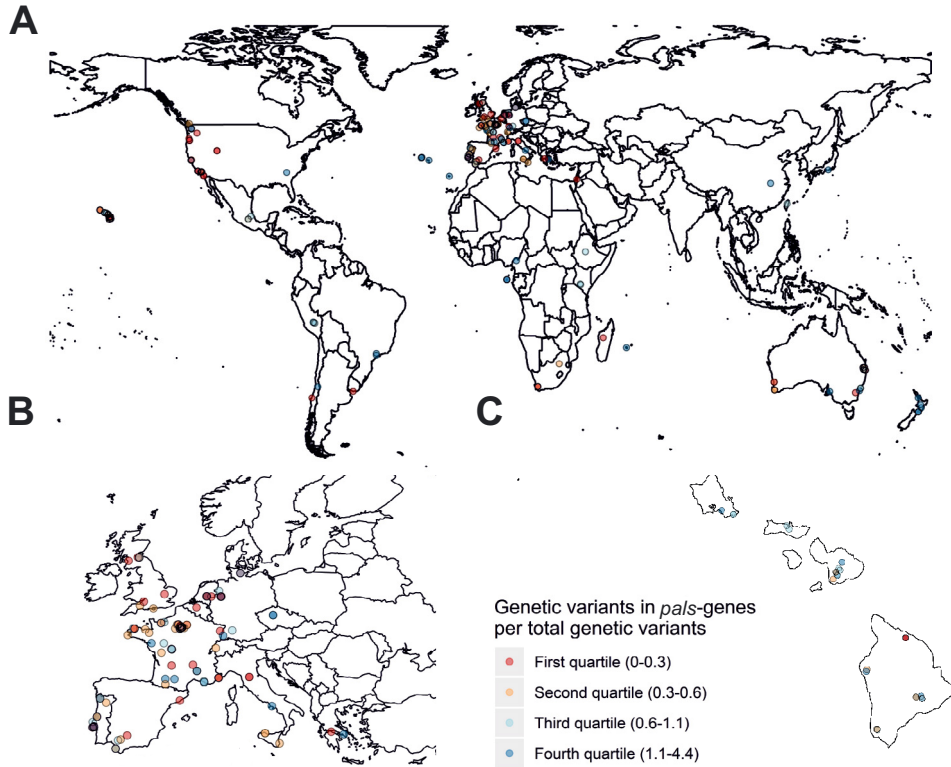 A
B
C
Genetic variants in pals-genes
per total genetic variants
First quartile (0-0.3)
Second quartile (0.3-0.6)
Third quartile (0.6-1.1)
Fourth quartile (1.1-4.4)